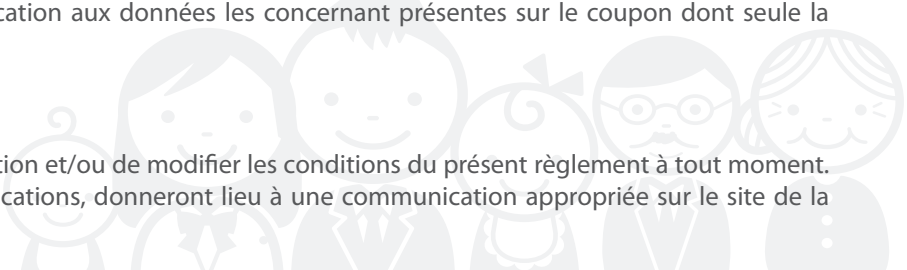 cation aux données les concernant présentes sur le coupon dont seule la
tion et/ou de modifier les conditions du présent règlement à tout moment.
cations, donneront lieu à une communication appropriée sur le site de la